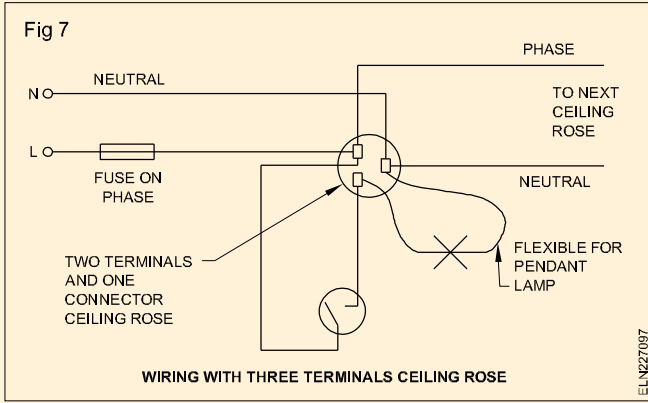 Fig 7
PHASE
NEUTRAL
N
TO NEXT
CEILING
ROSE
L
FUSE ON
PHASE
NEUTRAL
TWO TERMINALS
AND ONE
CONNECTOR
CEILING ROSE
FLEXIBLE FOR
PENDANT
LAMP
WIRING WITH THREE TERMINALS CEILING ROSE
ELN227097